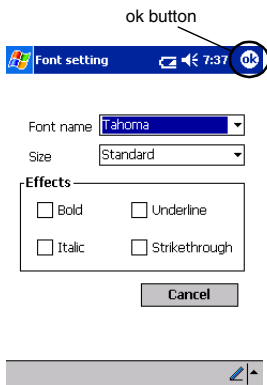 ok button
Font setting 7:37 ok
Font name Tahoma
Size Standard
Effects
Bold Underline
Italic Strikethrough
Cancel